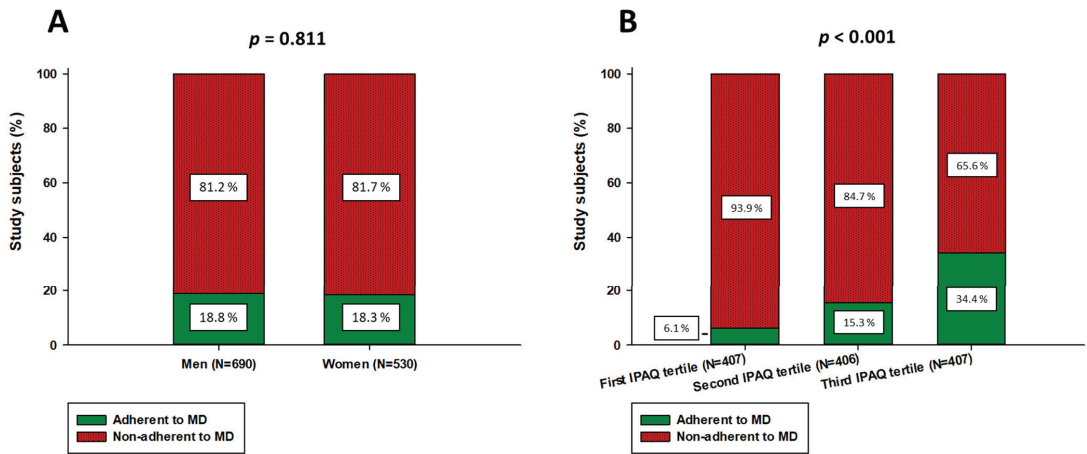 A
p = 0.811
Study subjects (%)
100
80
60
40
20
0
81.2 %
81.7 %
18.8 %
18.3 %
Men (N=690)
Women (N=530)
Adherent to MD
Non-adherent to MD
B
p < 0.001
Study subjects (%)
100
80
60
40
20
0
93.9 %
84.7 %
65.6 %
6.1 %
15.3 %
34.4 %
First IPAQ tertile (N=407)
Second IPAQ tertile (N=406)
Third IPAQ tertile (N=407)
Adherent to MD
Non-adherent to MD